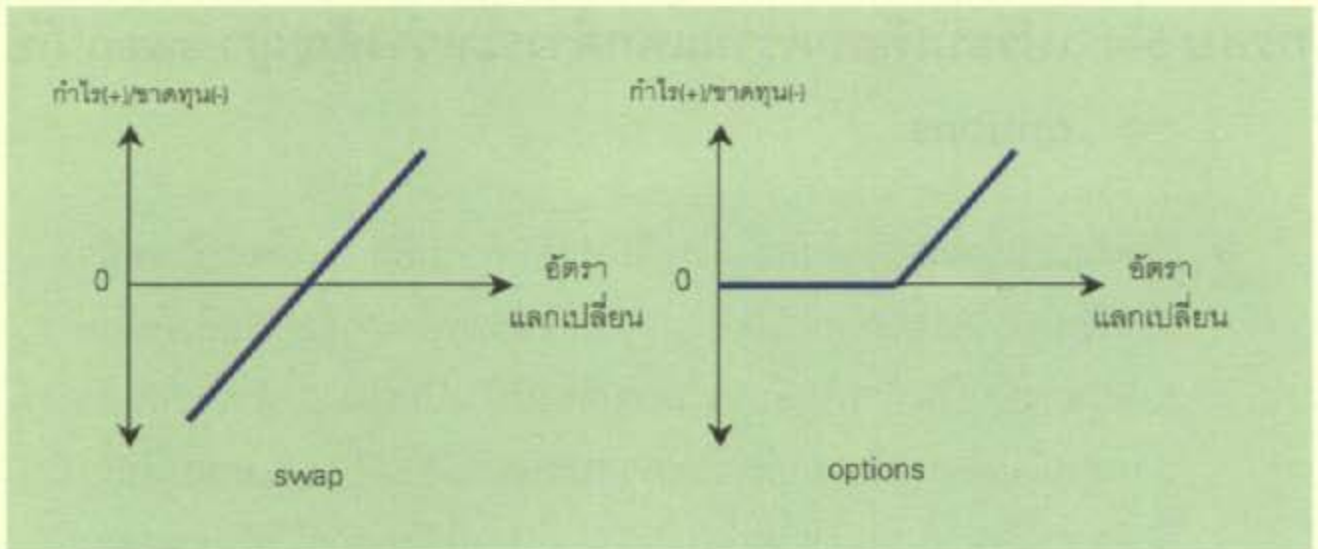 กำไร(+)/ขาดทุน(-)
0
อัตรา
แลกเปลี่ยน
swap
กำไร(+)/ขาดทุน(-)
0
อัตรา
แลกเปลี่ยน
options